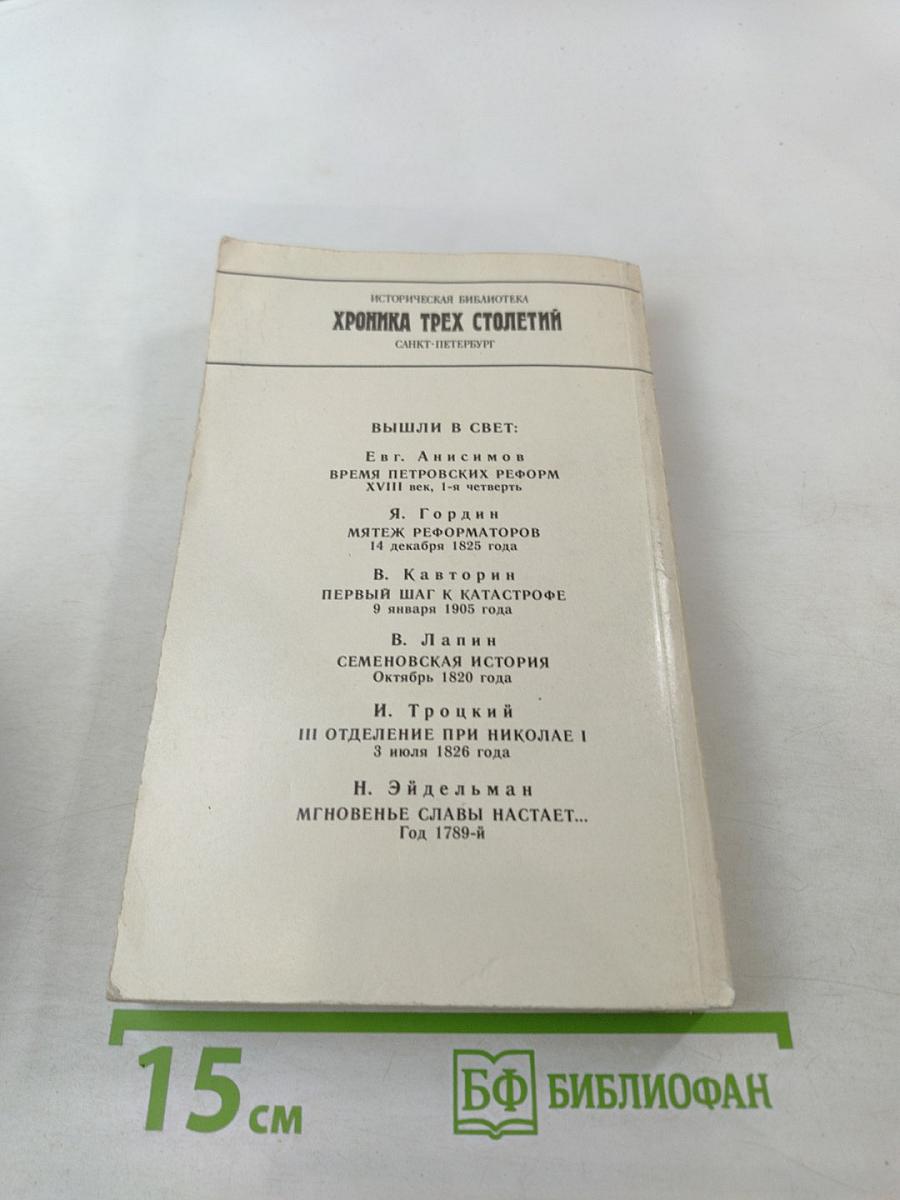 ИСТОРИЧЕСКАЯ БИБЛИОТЕКА
ХРОНИКА ТРЕХ СТОЛЕТИЙ
САНКТ-ПЕТЕРБУРГ
ВЫШЛИ В СВЕТ:
Евг. Анисимов
ВРЕМЯ ПЕТРОВСКИХ РЕФОРМ
XVIII век, 1-я четверть
Я. Гордин
МЯТЕЖ РЕФОРМАТОРОВ
14 декабря 1825 года
В. Кавторин
ПЕРВЫЙ ШАГ К КАТАСТРОФЕ
9 января 1905 года
В. Лапин
СЕМЕНОВСКАЯ ИСТОРИЯ
Октябрь 1820 года
И. Троцкий
III ОТДЕЛЕНИЕ ПРИ НИКОЛАЕ I
3 июля 1826 года
Н. Эйдельман
МГНОВЕНЬЕ СЛАВЫ НАСТАЕТ...
Год 1789-й
15 см
БФ БИБЛИОФАН